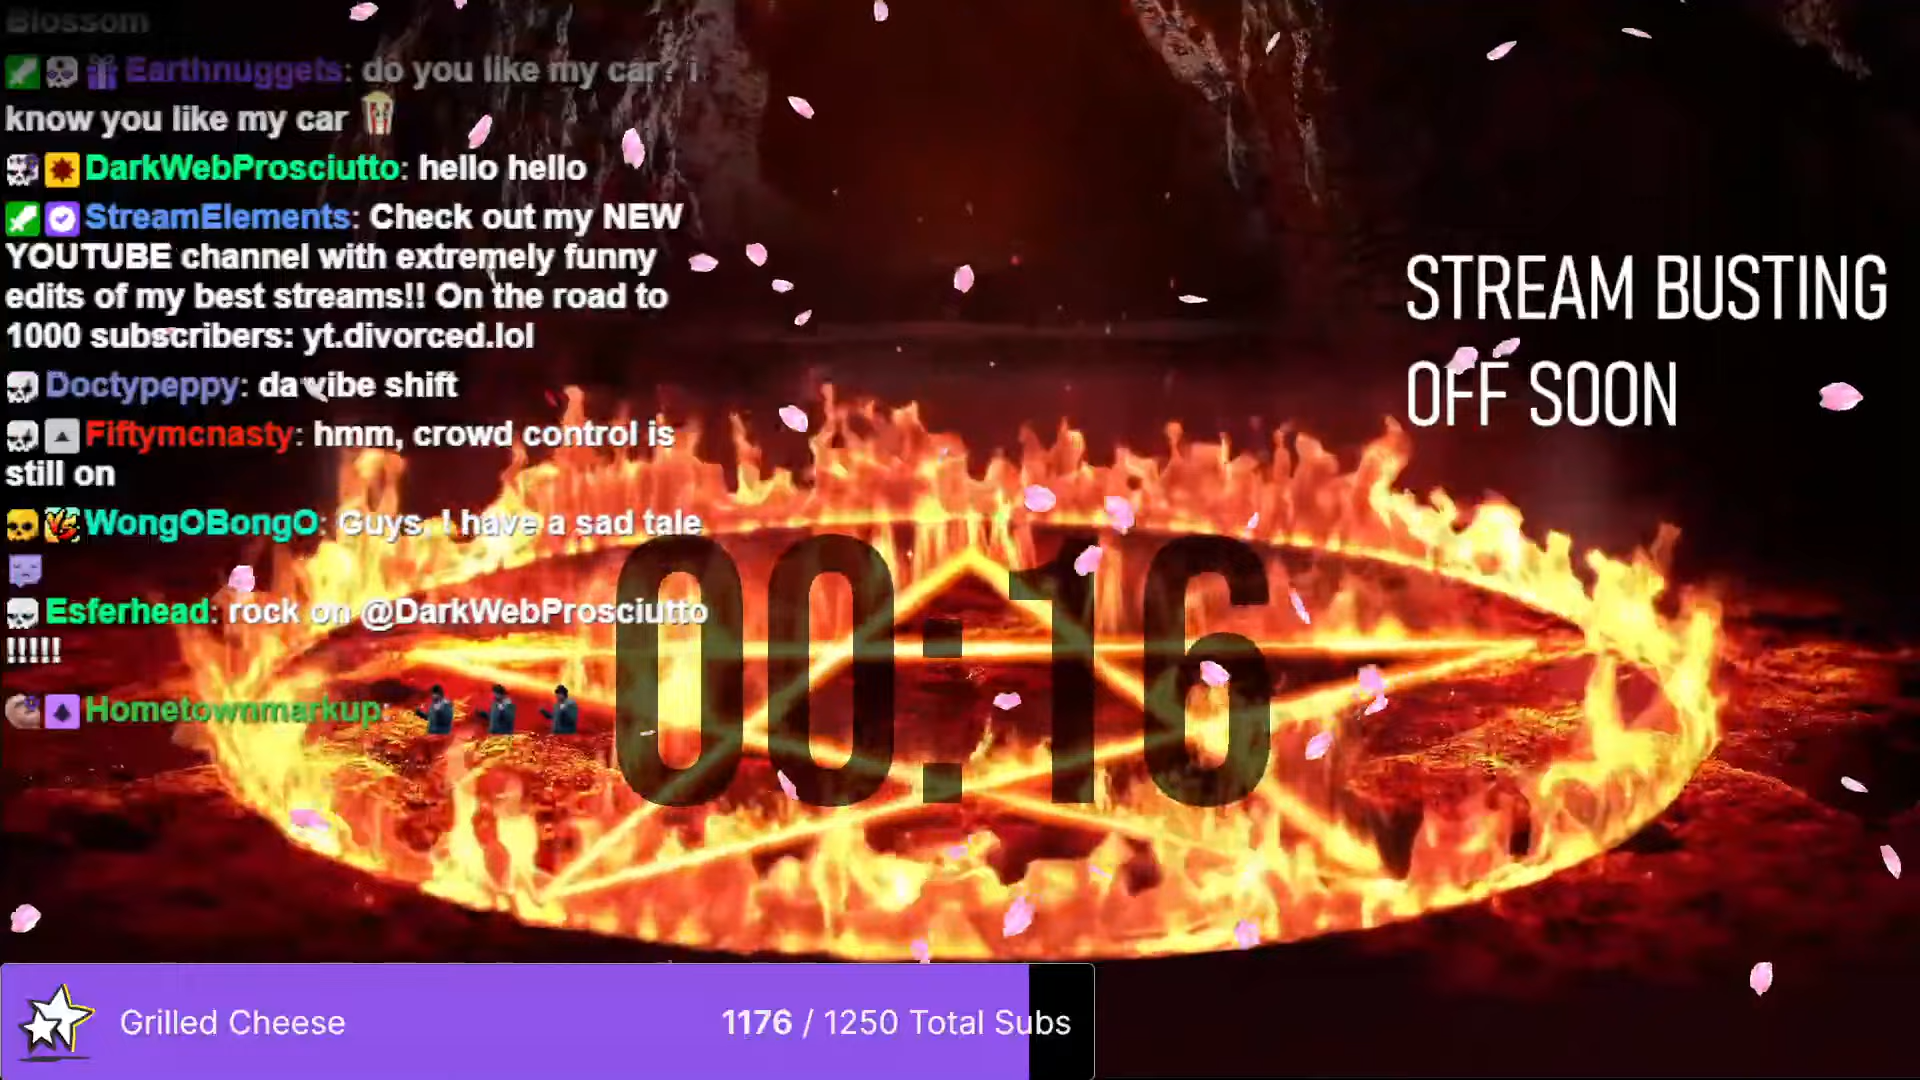 Blossom
Earthnuggets: do you like my car? i
know you like my car
DarkWebProsciutto: hello hello
StreamElements: Check out my NEW
YOUTUBE channel with extremely funny
edits of my best streams!! On the road to
1000 subscribers: yt.divorced.lol
Doctypeppy: da vibe shift
Fiftymcnasty: hmm, crowd control is
still on
WongOBongO: Guys, I have a sad tale
Esferhead: rock on @DarkWebProsciutto
!!!!!
Hometownmarkup:
STREAM BUSTING
OFF SOON
00:16
Grilled Cheese
1176 / 1250 Total Subs